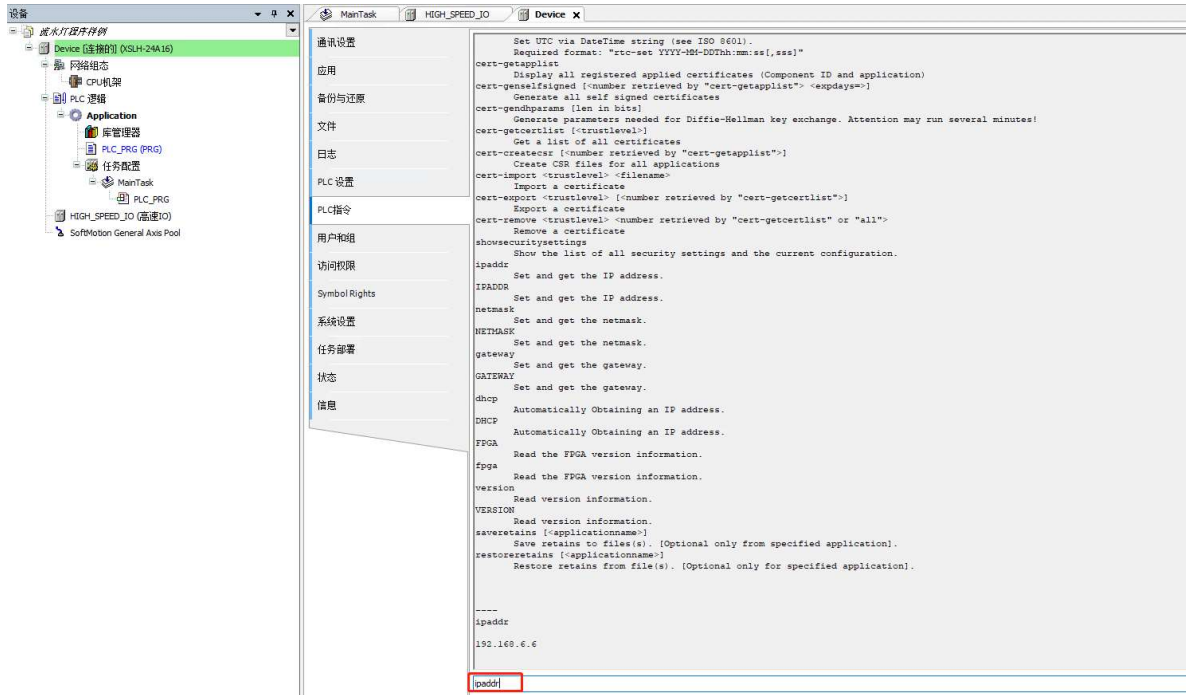 设备
流水灯程序样例
Device [连接的] (XSLH-24A16)
网络组态
CPU机架
PLC 逻辑
Application
库管理器
PLC_PRG (PRG)
任务配置
MainTask
PLC_PRG
HIGH_SPEED_IO (高速IO)
SoftMotion General Axis Pool
MainTask
HIGH_SPEED_IO
Device
通讯设置
应用
备份与还原
文件
日志
PLC 设置
PLC指令
用户和组
访问权限
Symbol Rights
系统设置
任务部署
状态
信息
Set UTC via DateTime string (see ISO 8601).
Required format: "rtc-set YYYY-MM-DDThh:mm:ss[,sss]"
cert-getapplist
Display all registered applied certificates (Component ID and application)
cert-genselfsigned [<number retrieved by "cert-getapplist"> <expdays=>]
Generate all self signed certificates
cert-gendhparams [len in bits]
Generate parameters needed for Diffie-Hellman key exchange. Attention may run several minutes!
cert-getcertlist [<trustlevel>]
Get a list of all certificates
cert-createcsr [<number retrieved by "cert-getapplist">]
Create CSR files for all applications
cert-import <trustlevel> <filename>
Import a certificate
cert-export <trustlevel> [<number retrieved by "cert-getcertlist">]
Export a certificate
cert-remove <trustlevel> <number retrieved by "cert-getcertlist" or "all">
Remove a certificate
showsecuritysettings
Show the list of all security settings and the current configuration.
ipaddr
Set and get the IP address.
IPADDR
Set and get the IP address.
netmask
Set and get the netmask.
NETMASK
Set and get the netmask.
gateway
Set and get the gateway.
GATEWAY
Set and get the gateway.
dhcp
Automatically Obtaining an IP address.
DHCP
Automatically Obtaining an IP address.
FPGA
Read the FPGA version information.
fpga
Read the FPGA version information.
version
Read version information.
VERSION
Read version information.
saveretains [<applicationname>]
Save retains to files(s). [Optional only from specified application].
restoreretains [<applicationname>]
Restore retains from file(s). [Optional only for specified application].
----
ipaddr
192.168.6.6
ipaddr